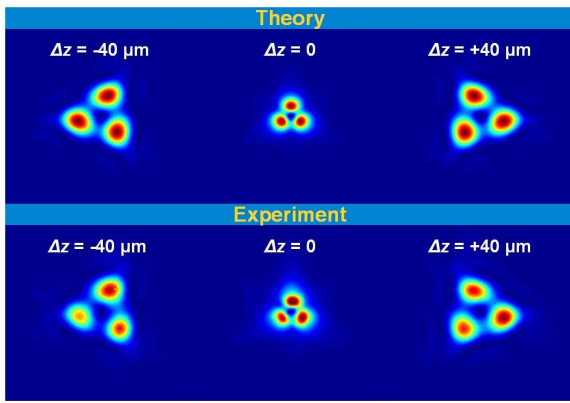 Theory
Δz = -40 μm Δz = 0 Δz = +40 μm
Experiment
Δz = -40 μm Δz = 0 Δz = +40 μm